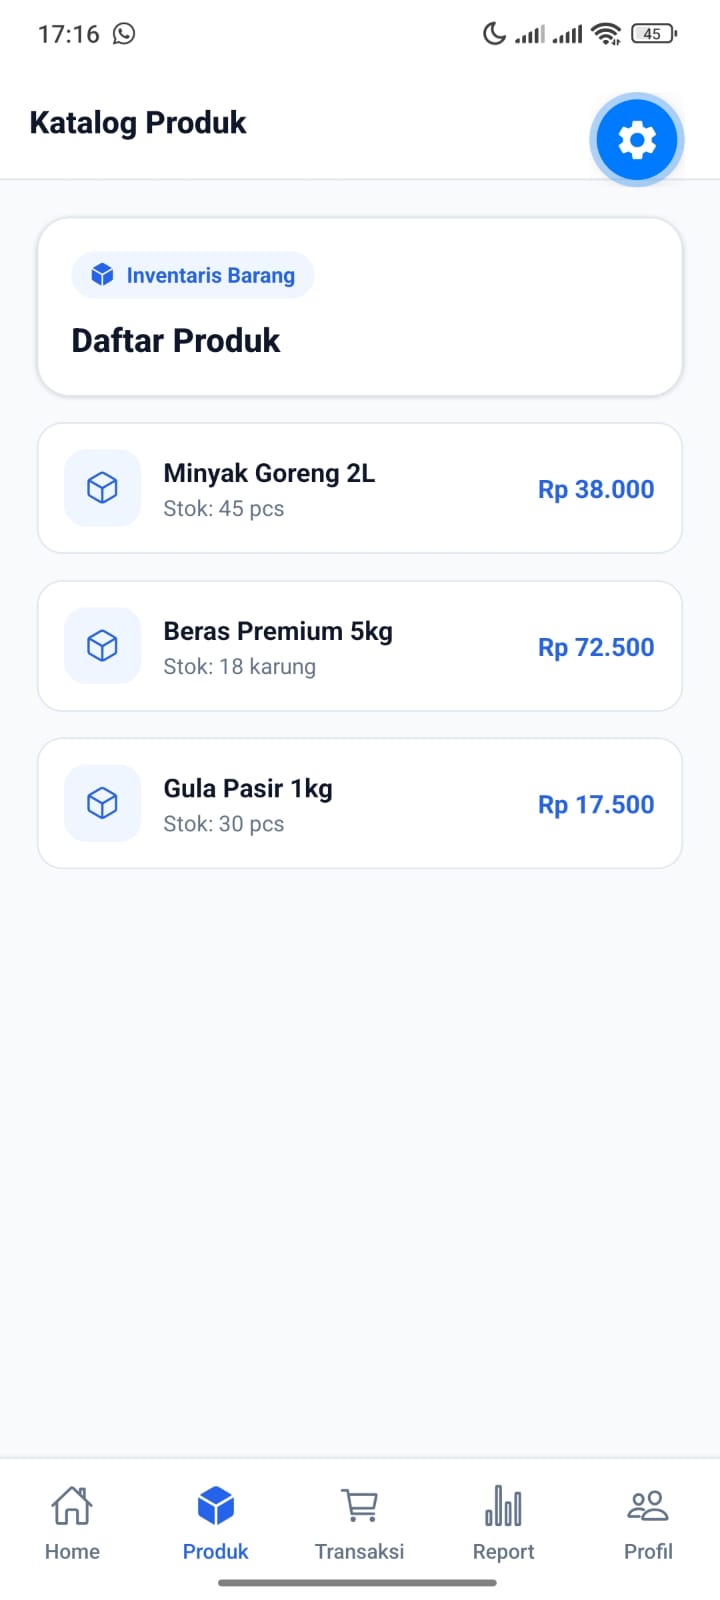 17:16
45
Katalog Produk
Inventaris Barang
Daftar Produk
Minyak Goreng 2L
Stok: 45 pcs
Rp 38.000
Beras Premium 5kg
Stok: 18 karung
Rp 72.500
Gula Pasir 1kg
Stok: 30 pcs
Rp 17.500
Home
Produk
Transaksi
Report
Profil